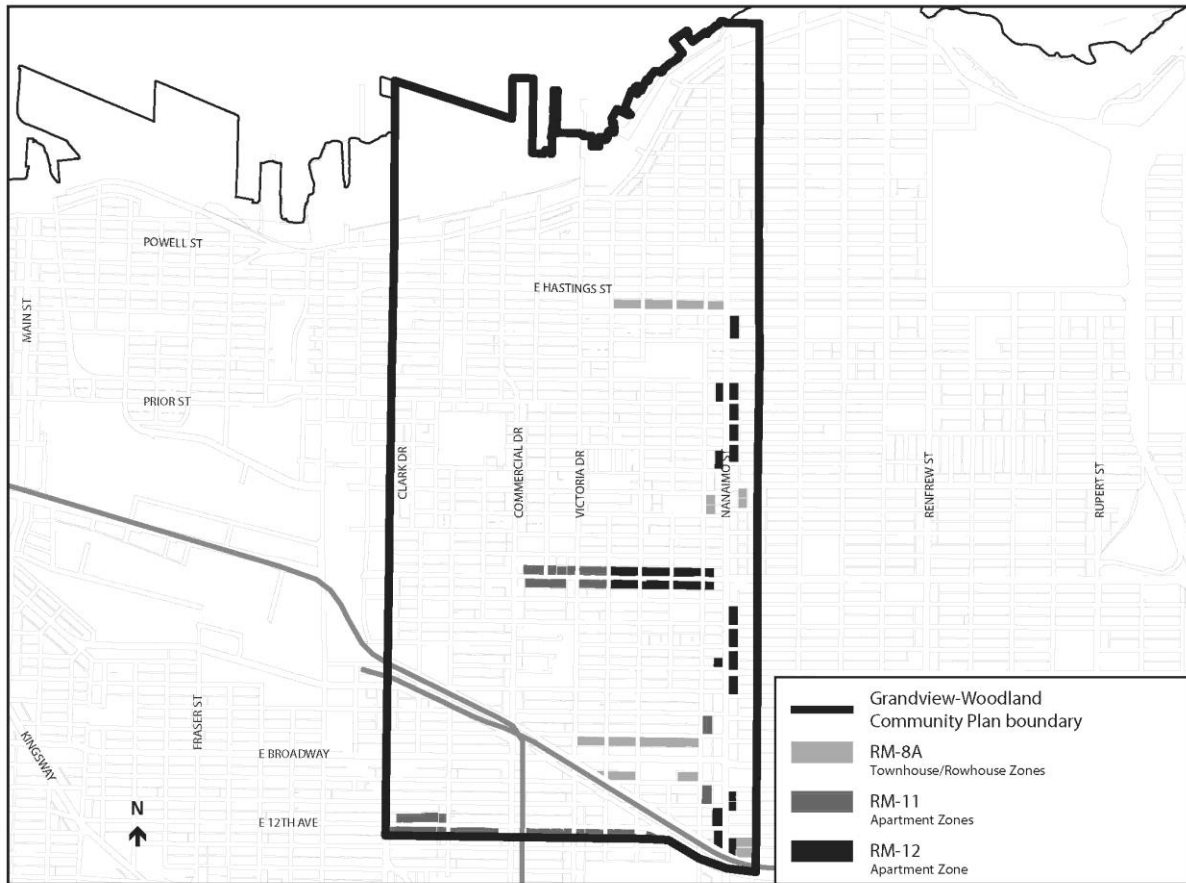 POWELL ST
E HASTINGS ST
MAIN ST
PRIOR ST
CLARK DR
COMMERCIAL DR
VICTORIA DR
NANAIMO ST
RENFREW ST
RUPERT ST
FRASER ST
KINGSWAY
E BROADWAY
N
E 12TH AVE
Grandview-Woodland
Community Plan boundary
RM-8A
Townhouse/Rowhouse Zones
RM-11
Apartment Zones
RM-12
Apartment Zone